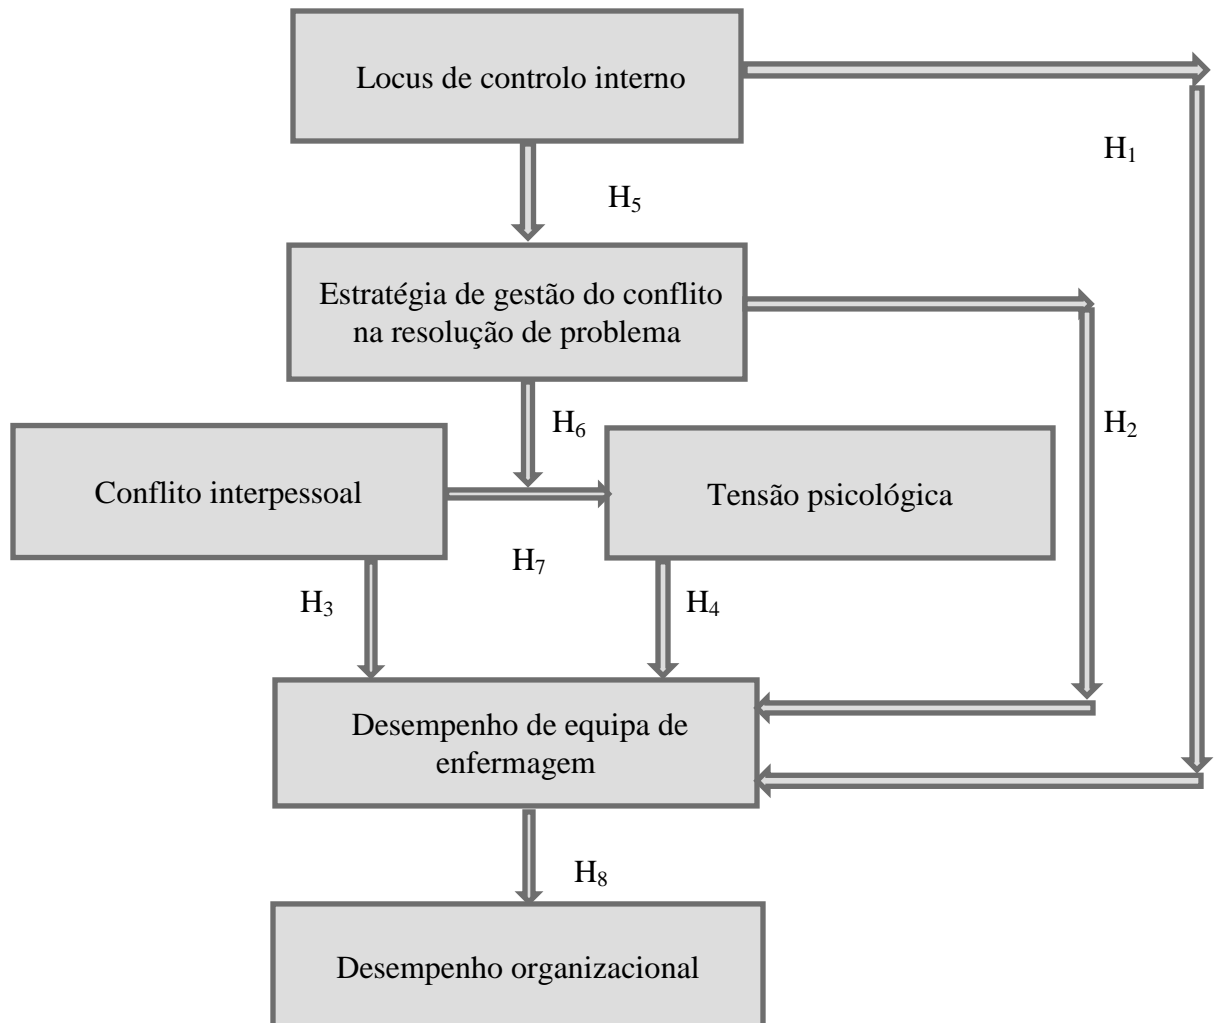 Locus de controlo interno
H₁
H₅
Estratégia de gestão do conflito
na resolução de problema
H₆
H₂
Conflito interpessoal
Tensão psicológica
H₇
H₃
H₄
Desempenho de equipa de
enfermagem
H₈
Desempenho organizacional